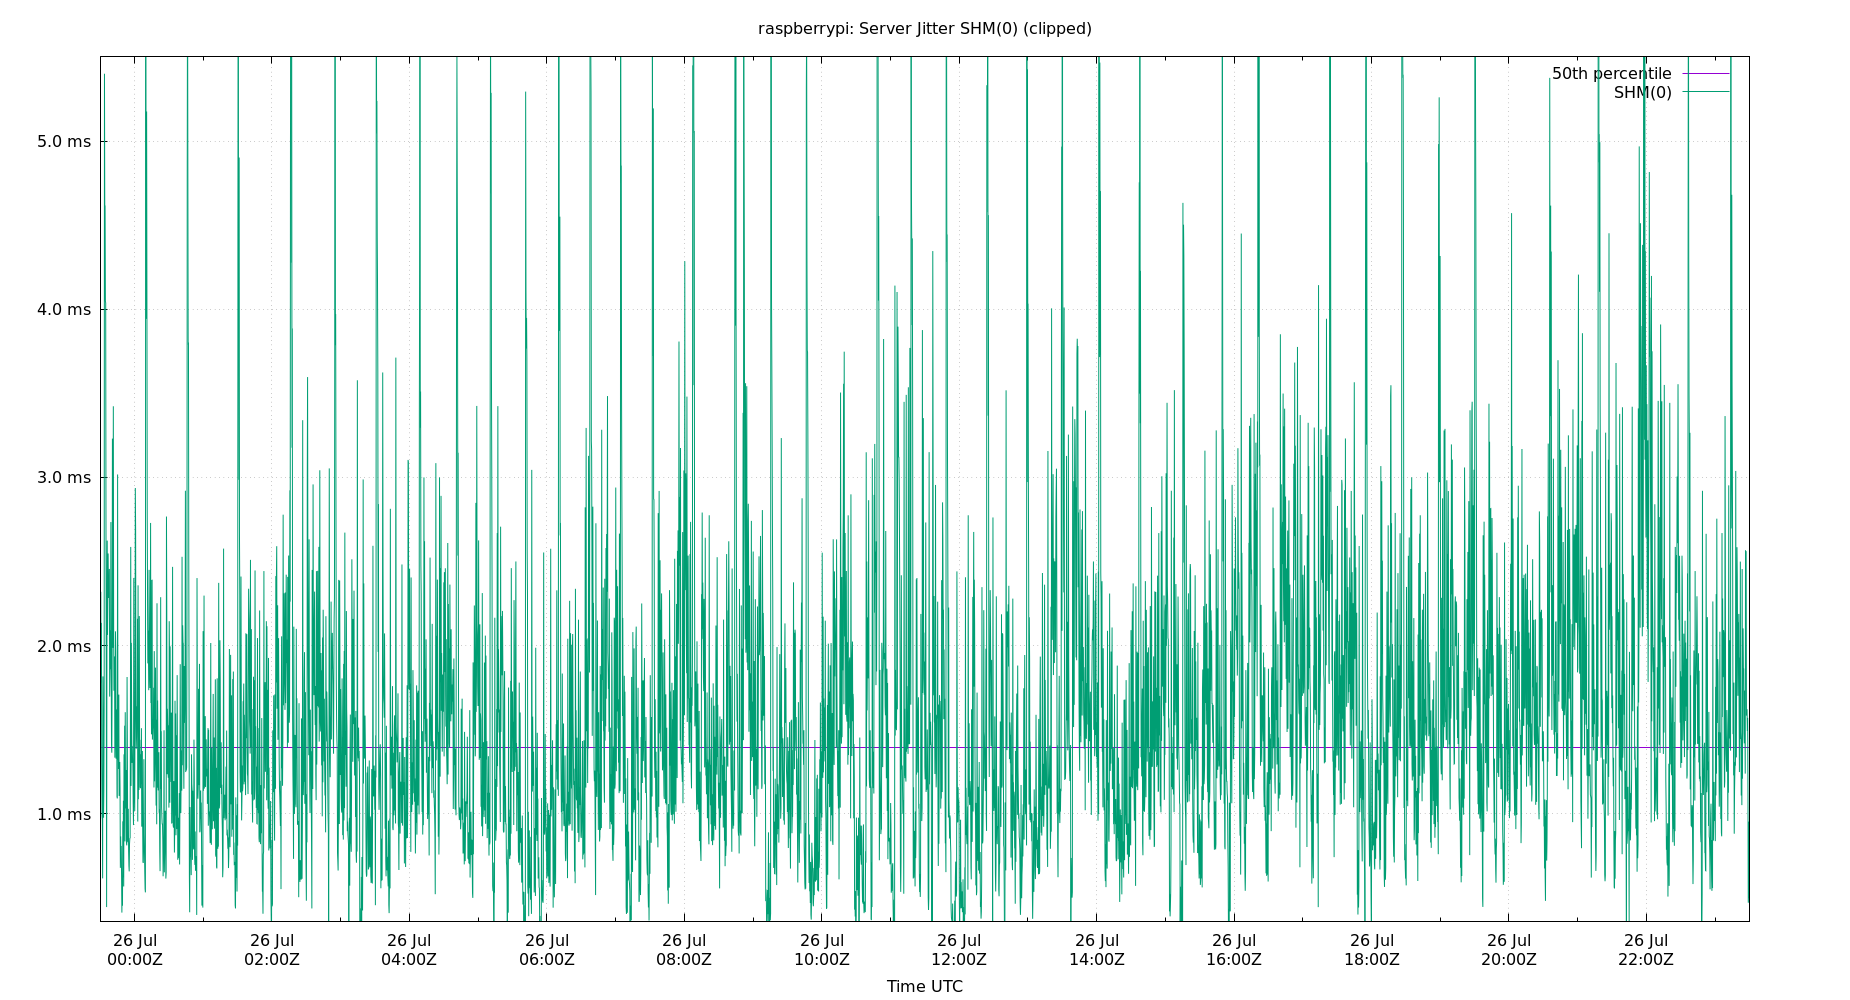 raspberrypi: Server Jitter SHM(0) (clipped)
50th percentile
SHM(0)
5.0 ms
4.0 ms
3.0 ms
2.0 ms
1.0 ms
26 Jul 26 Jul 26 Jul 26 Jul 26 Jul 26 Jul 26 Jul 26 Jul 26 Jul 26 Jul 26 Jul 26 Jul
00:00Z 02:00Z 04:00Z 06:00Z 08:00Z 10:00Z 12:00Z 14:00Z 16:00Z 18:00Z 20:00Z 22:00Z
Time UTC